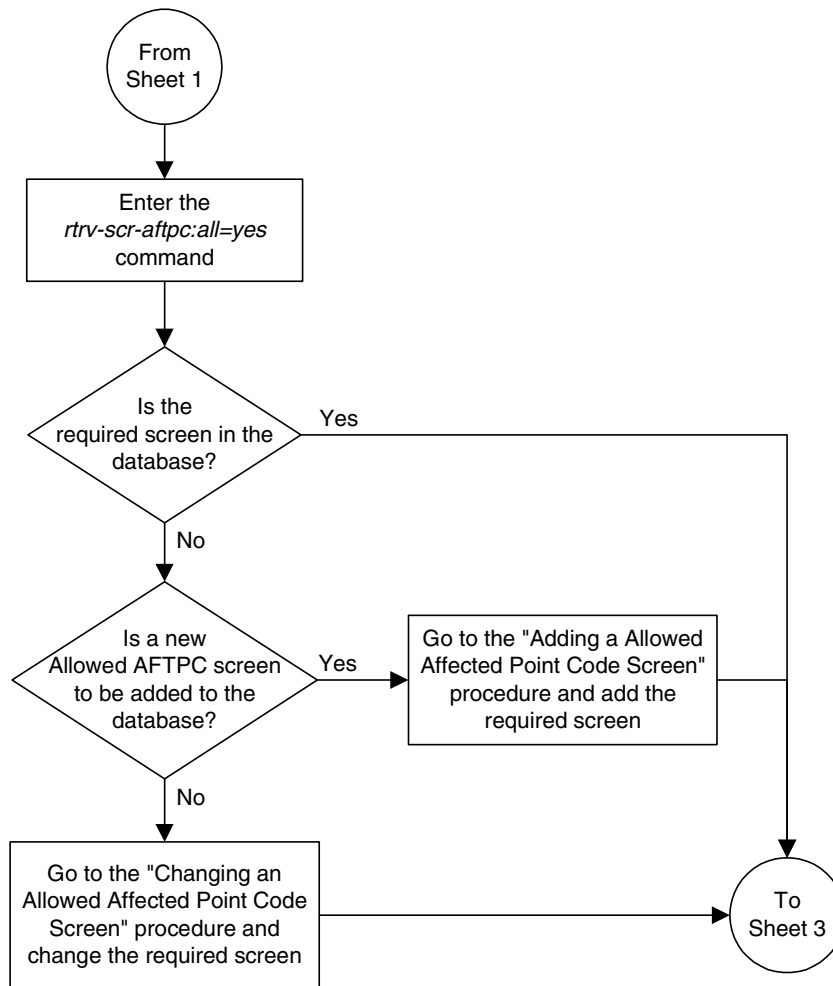 From
Sheet 1
Enter the
rtrv-scr-aftpc:all=yes
command
Is the
required screen in the
database?
Yes
No
Is a new
Allowed AFTPC screen
to be added to the
database?
Yes
Go to the "Adding a Allowed
Affected Point Code Screen"
procedure and add the
required screen
No
Go to the "Changing an
Allowed Affected Point Code
Screen" procedure and
change the required screen
To
Sheet 3